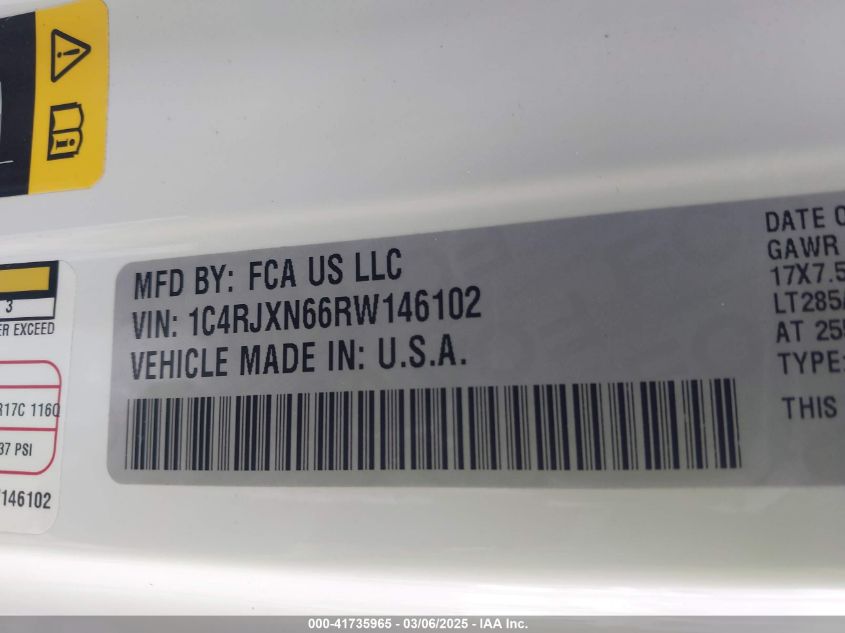 MFD BY: FCA US LLC
VIN: 1C4RJXN66RW146102
VEHICLE MADE IN: U.S.A.
DATE O
GAWR
17X7.5
LT285/
AT 25
TYPE:
THIS
3
ER EXCEED
R17C 116Q
37 PSI
146102
000-41735965 - 03/06/2025 - IAA Inc.